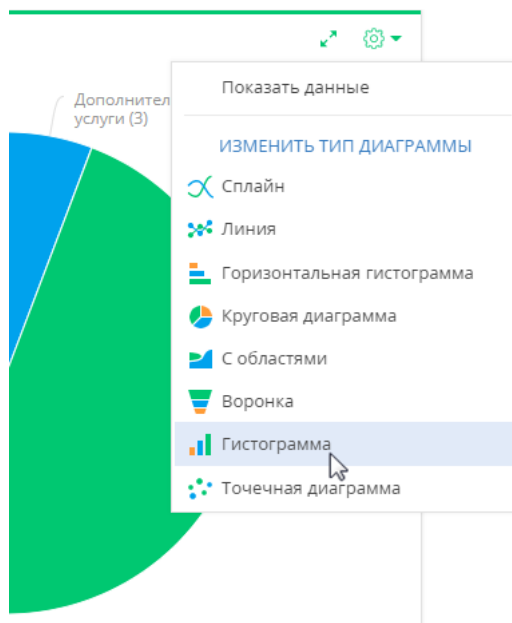 Показать данные
Дополнител
услуги (3)
ИЗМЕНИТЬ ТИП ДИАГРАММЫ
Сплайн
Линия
Горизонтальная гистограмма
Круговая диаграмма
С областями
Воронка
Гистограмма
Точечная диаграмма